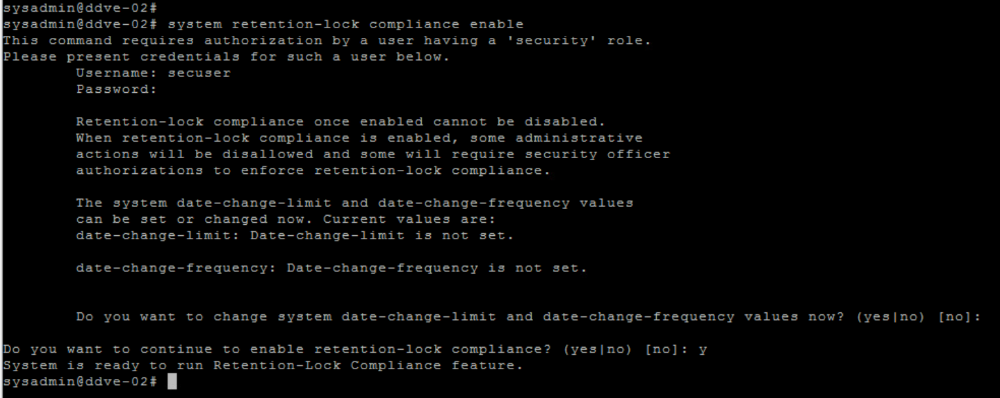 sysadmin@ddve-02#
sysadmin@ddve-02# system retention-lock compliance enable
This command requires authorization by a user having a 'security' role.
Please present credentials for such a user below.
Username: secuser
Password:
Retention-lock compliance once enabled cannot be disabled.
When retention-lock compliance is enabled, some administrative
actions will be disallowed and some will require security officer
authorizations to enforce retention-lock compliance.
The system date-change-limit and date-change-frequency values
can be set or changed now. Current values are:
date-change-limit: Date-change-limit is not set.
date-change-frequency: Date-change-frequency is not set.
Do you want to change system date-change-limit and date-change-frequency values now? (yes|no) [no]:
Do you want to continue to enable retention-lock compliance? (yes|no) [no]: y
System is ready to run Retention-Lock Compliance feature.
sysadmin@ddve-02#